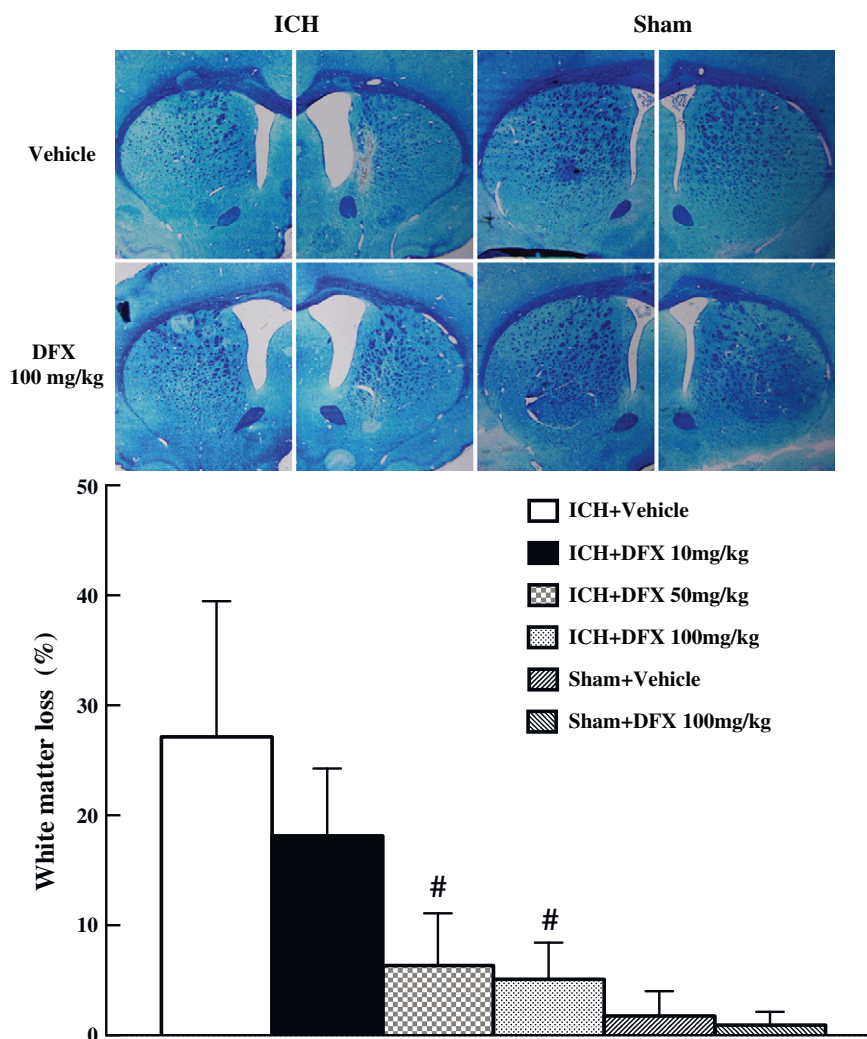 ICH Sham
Vehicle
DFX
100 mg/kg
50
40
30
20
10
0
White matter loss (%)
ICH+Vehicle
ICH+DFX 10mg/kg
ICH+DFX 50mg/kg
ICH+DFX 100mg/kg
Sham+Vehicle
Sham+DFX 100mg/kg
#
#